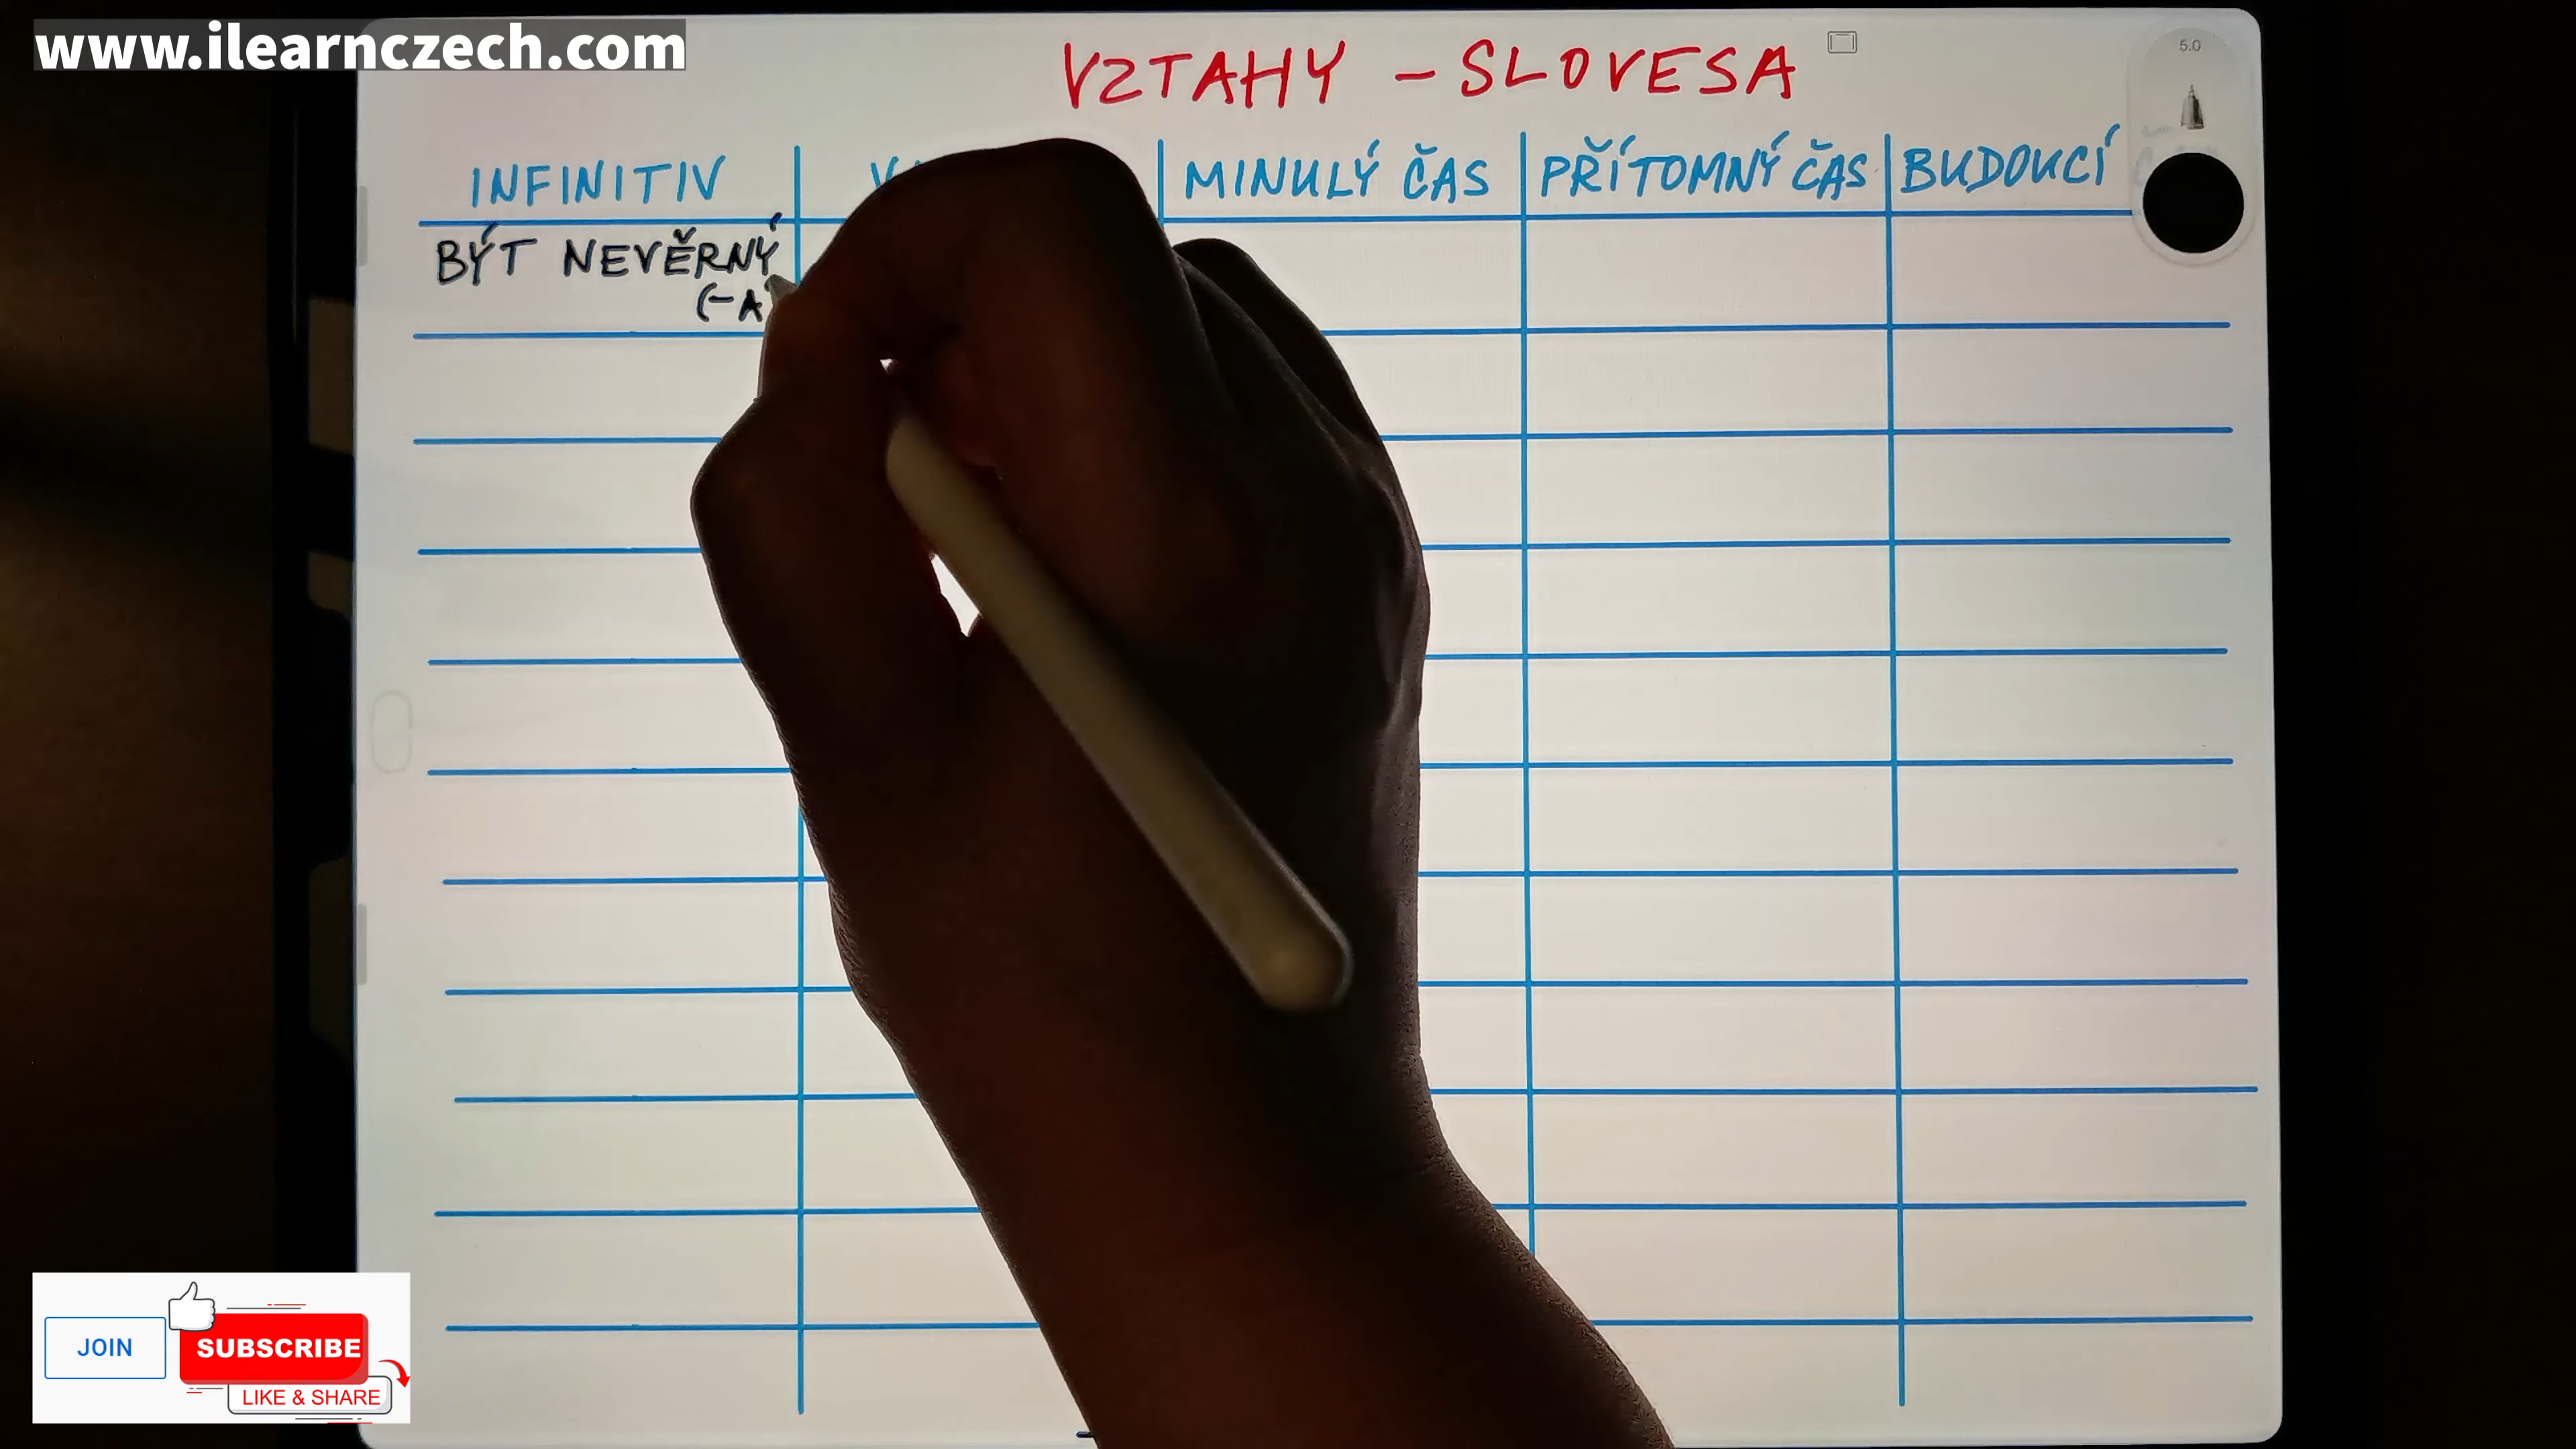 www.ilearnczech.com
VZTAHY - SLOVESA
5.0
INFINITIV MINULÝ ČAS PŘÍTOMNÝ ČAS BUDOUCÍ
BÝT NEVĚRNÝ
(-A
JOIN
SUBSCRIBE
LIKE & SHARE